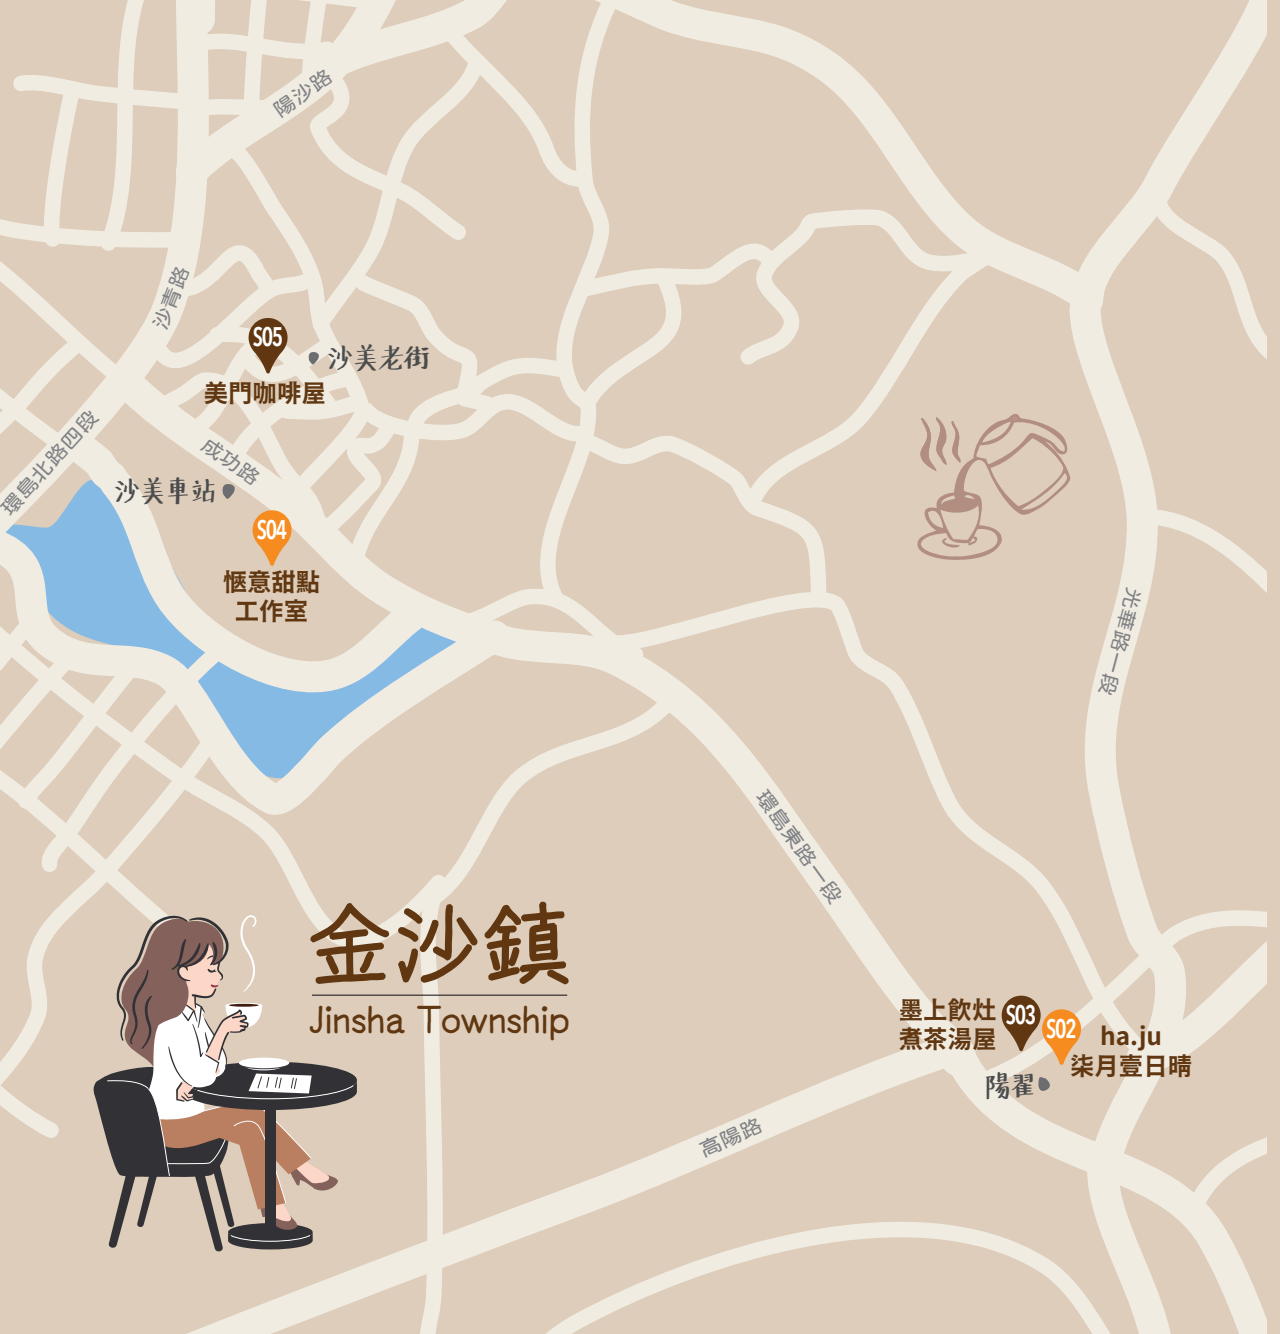 陽沙路
沙青路
S05
美門咖啡屋
沙美老街
環島北路四段
成功路
沙美車站
S04
愜意甜點
工作室
光華路一段
環島東路一段
金沙鎮
Jinsha Township
墨上飲灶
煮茶湯屋
S03
S02
ha.ju
柒月壹日晴
陽翟
高陽路